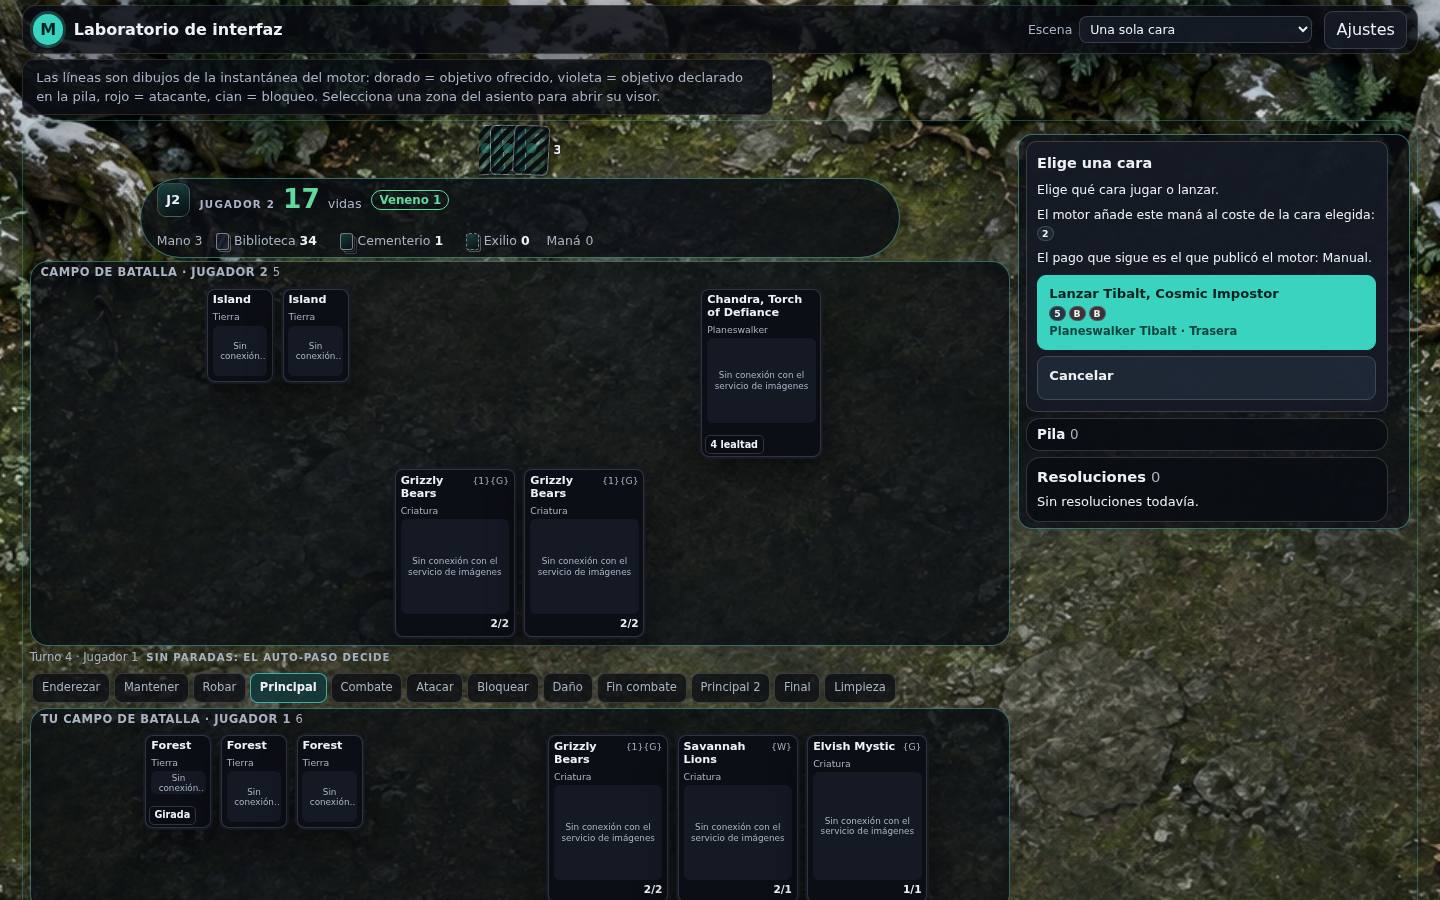 M
Laboratorio de interfaz
Escena
Una sola cara
Ajustes
Las líneas son dibujos de la instantánea del motor: dorado = objetivo ofrecido, violeta = objetivo declarado
en la pila, rojo = atacante, cian = bloqueo. Selecciona una zona del asiento para abrir su visor.
3
J2
JUGADOR 2
17
vidas
Veneno 1
Mano 3
Biblioteca 34
Cementerio 1
Exilio 0
Maná 0
CAMPO DE BATALLA · JUGADOR 2 5
Island
Tierra
Sin
conexión..
Island
Tierra
Sin
conexión..
Chandra, Torch
of Defiance
Planeswalker
Sin conexión con el
servicio de imágenes
4 lealtad
Grizzly
Bears
{1}{G}
Criatura
Sin conexión con el
servicio de imágenes
2/2
Grizzly
Bears
{1}{G}
Criatura
Sin conexión con el
servicio de imágenes
2/2
Turno 4 · Jugador 1 SIN PARADAS: EL AUTO-PASO DECIDE
Enderezar
Mantener
Robar
Principal
Combate
Atacar
Bloquear
Daño
Fin combate
Principal 2
Final
Limpieza
TU CAMPO DE BATALLA · JUGADOR 1 6
Forest
Tierra
Sin
conexión..
Girada
Forest
Tierra
Sin
conexión..
Forest
Tierra
Sin
conexión..
Grizzly
Bears
{1}{G}
Criatura
Sin conexión con el
servicio de imágenes
2/2
Savannah
Lions
{W}
Criatura
Sin conexión con el
servicio de imágenes
2/1
Elvish Mystic
{G}
Criatura
Sin conexión con el
servicio de imágenes
1/1
Elige una cara
Elige qué cara jugar o lanzar.
El motor añade este maná al coste de la cara elegida:
2
El pago que sigue es el que publicó el motor: Manual.
Lanzar Tibalt, Cosmic Impostor
5 B B
Planeswalker Tibalt · Trasera
Cancelar
Pila 0
Resoluciones 0
Sin resoluciones todavía.